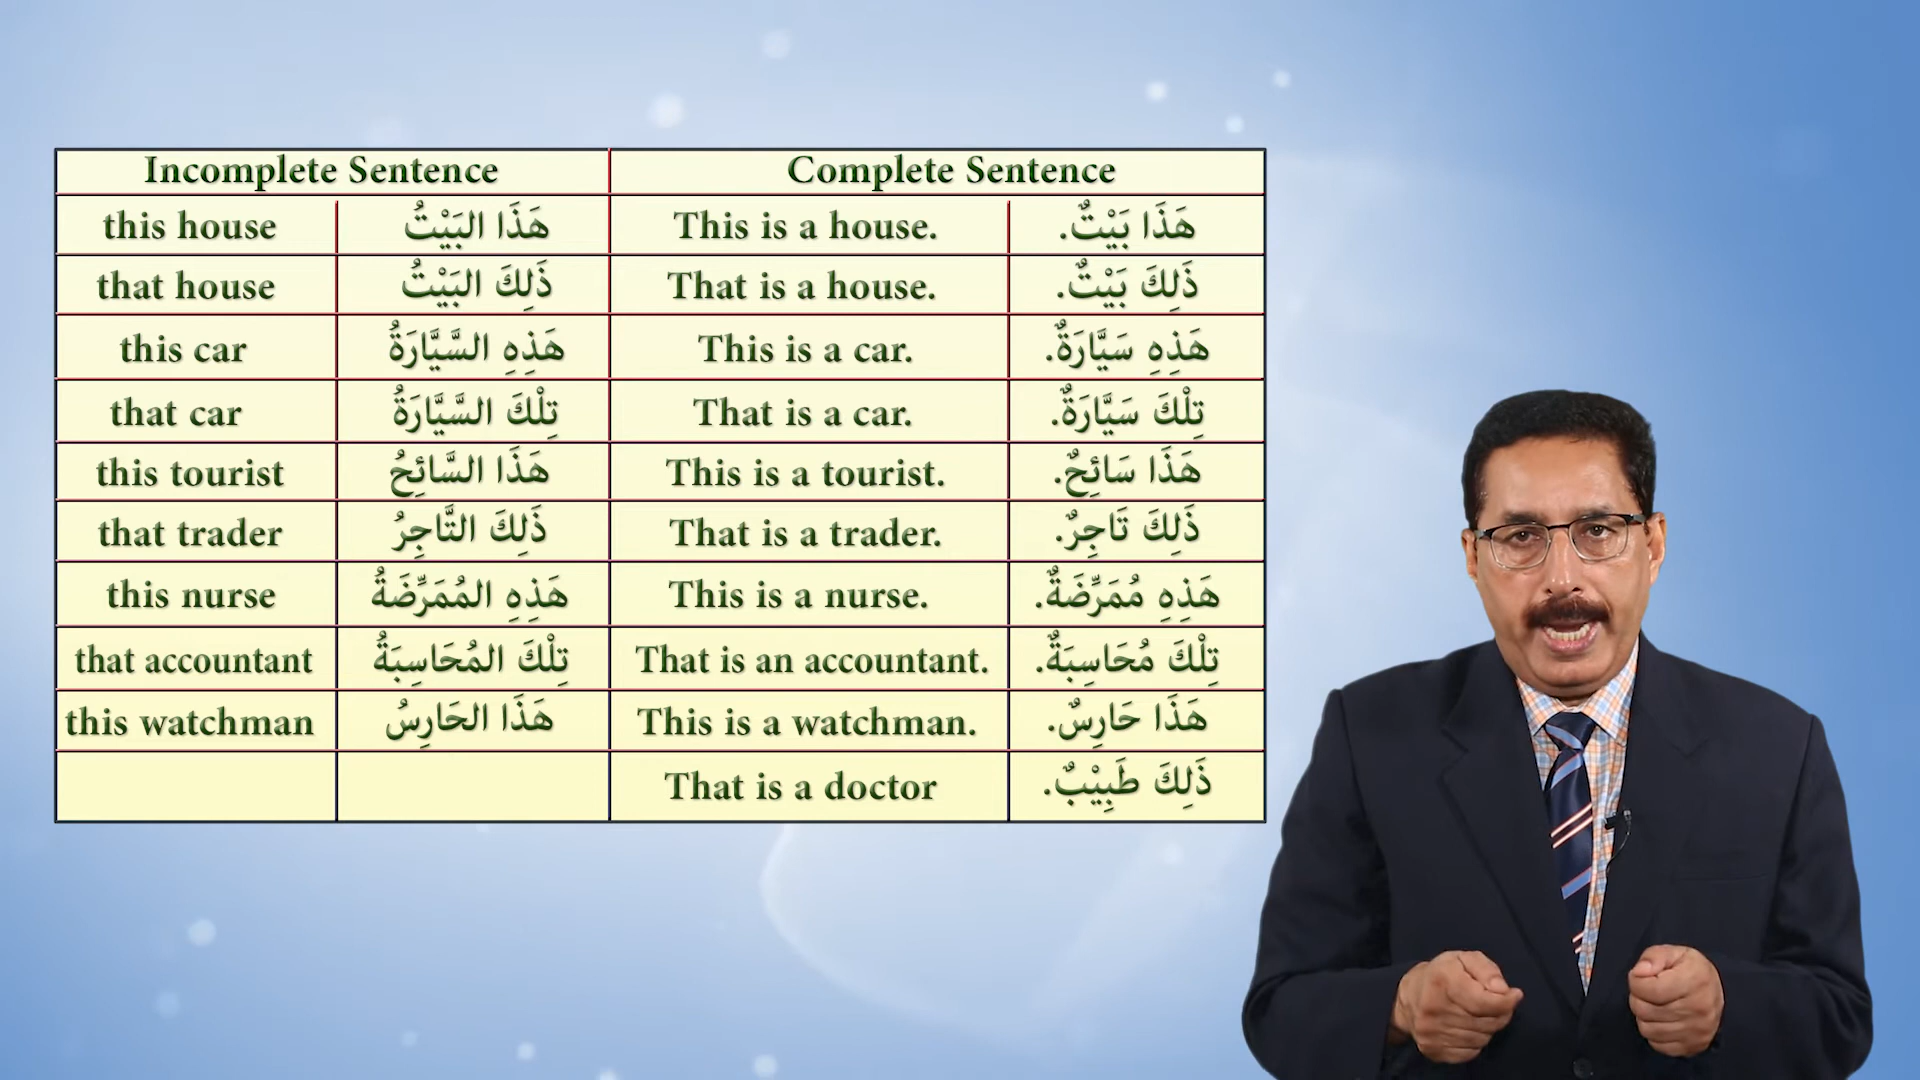 Incomplete Sentence Complete Sentence
this house هَذَا البَيْتُ This is a house. هَذَا بَيْتٌ.
that house ذَلِكَ البَيْتُ That is a house. ذَلِكَ بَيْتٌ.
this car هَذِهِ السَّيَّارَةُ This is a car. هَذِهِ سَيَّارَةٌ.
that car تِلْكَ السَّيَّارَةُ That is a car. تِلْكَ سَيَّارَةٌ.
this tourist هَذَا السَّائِحُ This is a tourist. هَذَا سَائِحٌ.
that trader ذَلِكَ التَّاجِرُ That is a trader. ذَلِكَ تَاجِرٌ.
this nurse هَذِهِ المُمَرِّضَةُ This is a nurse. هَذِهِ مُمَرِّضَةٌ.
that accountant تِلْكَ المُحَاسِبَةُ That is an accountant. تِلْكَ مُحَاسِبَةٌ.
this watchman هَذَا الحَارِسُ This is a watchman. هَذَا حَارِسٌ.
That is a doctor ذَلِكَ طَبِيْبٌ.